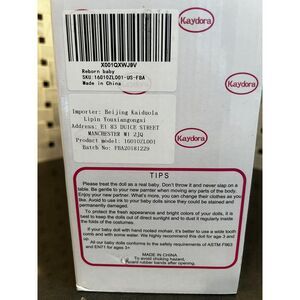 Kaydora
X001QXWJ9V
Reborn baby
SKU:16010ZL001-US-FBA
Made in China
Kaydora
Importer: Beijing Kaiduola
Lipin Youxiangongsi
Address: E1 83 DUICE STREET
MANCHESTER M1 2JQ
Product model: 16010ZL001
Batch No: FBA20181229
Kaydora
TIPS
Please treat the doll as a real baby. Don't throw it and never slap on a
table. Be gentle to your new panier when moving any parts of the body.
Enjoy your new partner. What's more, you can change their clothes as you
like. Avoid to use ink to your baby dolls since they could be stained and
permanently damaged.
To protect the fresh appearance and bright colors of your dolls, it is
best to keep the dolls out of direct sunlight and to dust it regularly inside
the folds of the costumes.
If your baby doll with hand rooted mohair, it's better to use a wide tooth
comb and with some water. We highly recommend this doll for age 3 and
All our baby dolls conform to the safety requirements of ASTM F963
and EN71 for ages 3+
MADE IN CHINA
To avoid choking hazard,
rubber bands after opening.